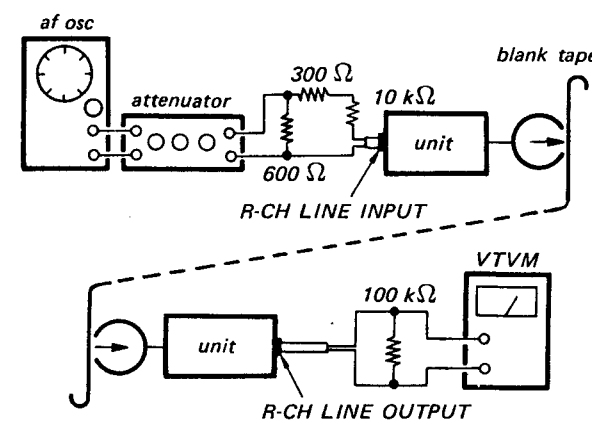 af osc
blank tape
attenuator
300 Ω
10 kΩ
unit
600 Ω
R-CH LINE INPUT
VTVM
100 kΩ
unit
R-CH LINE OUTPUT